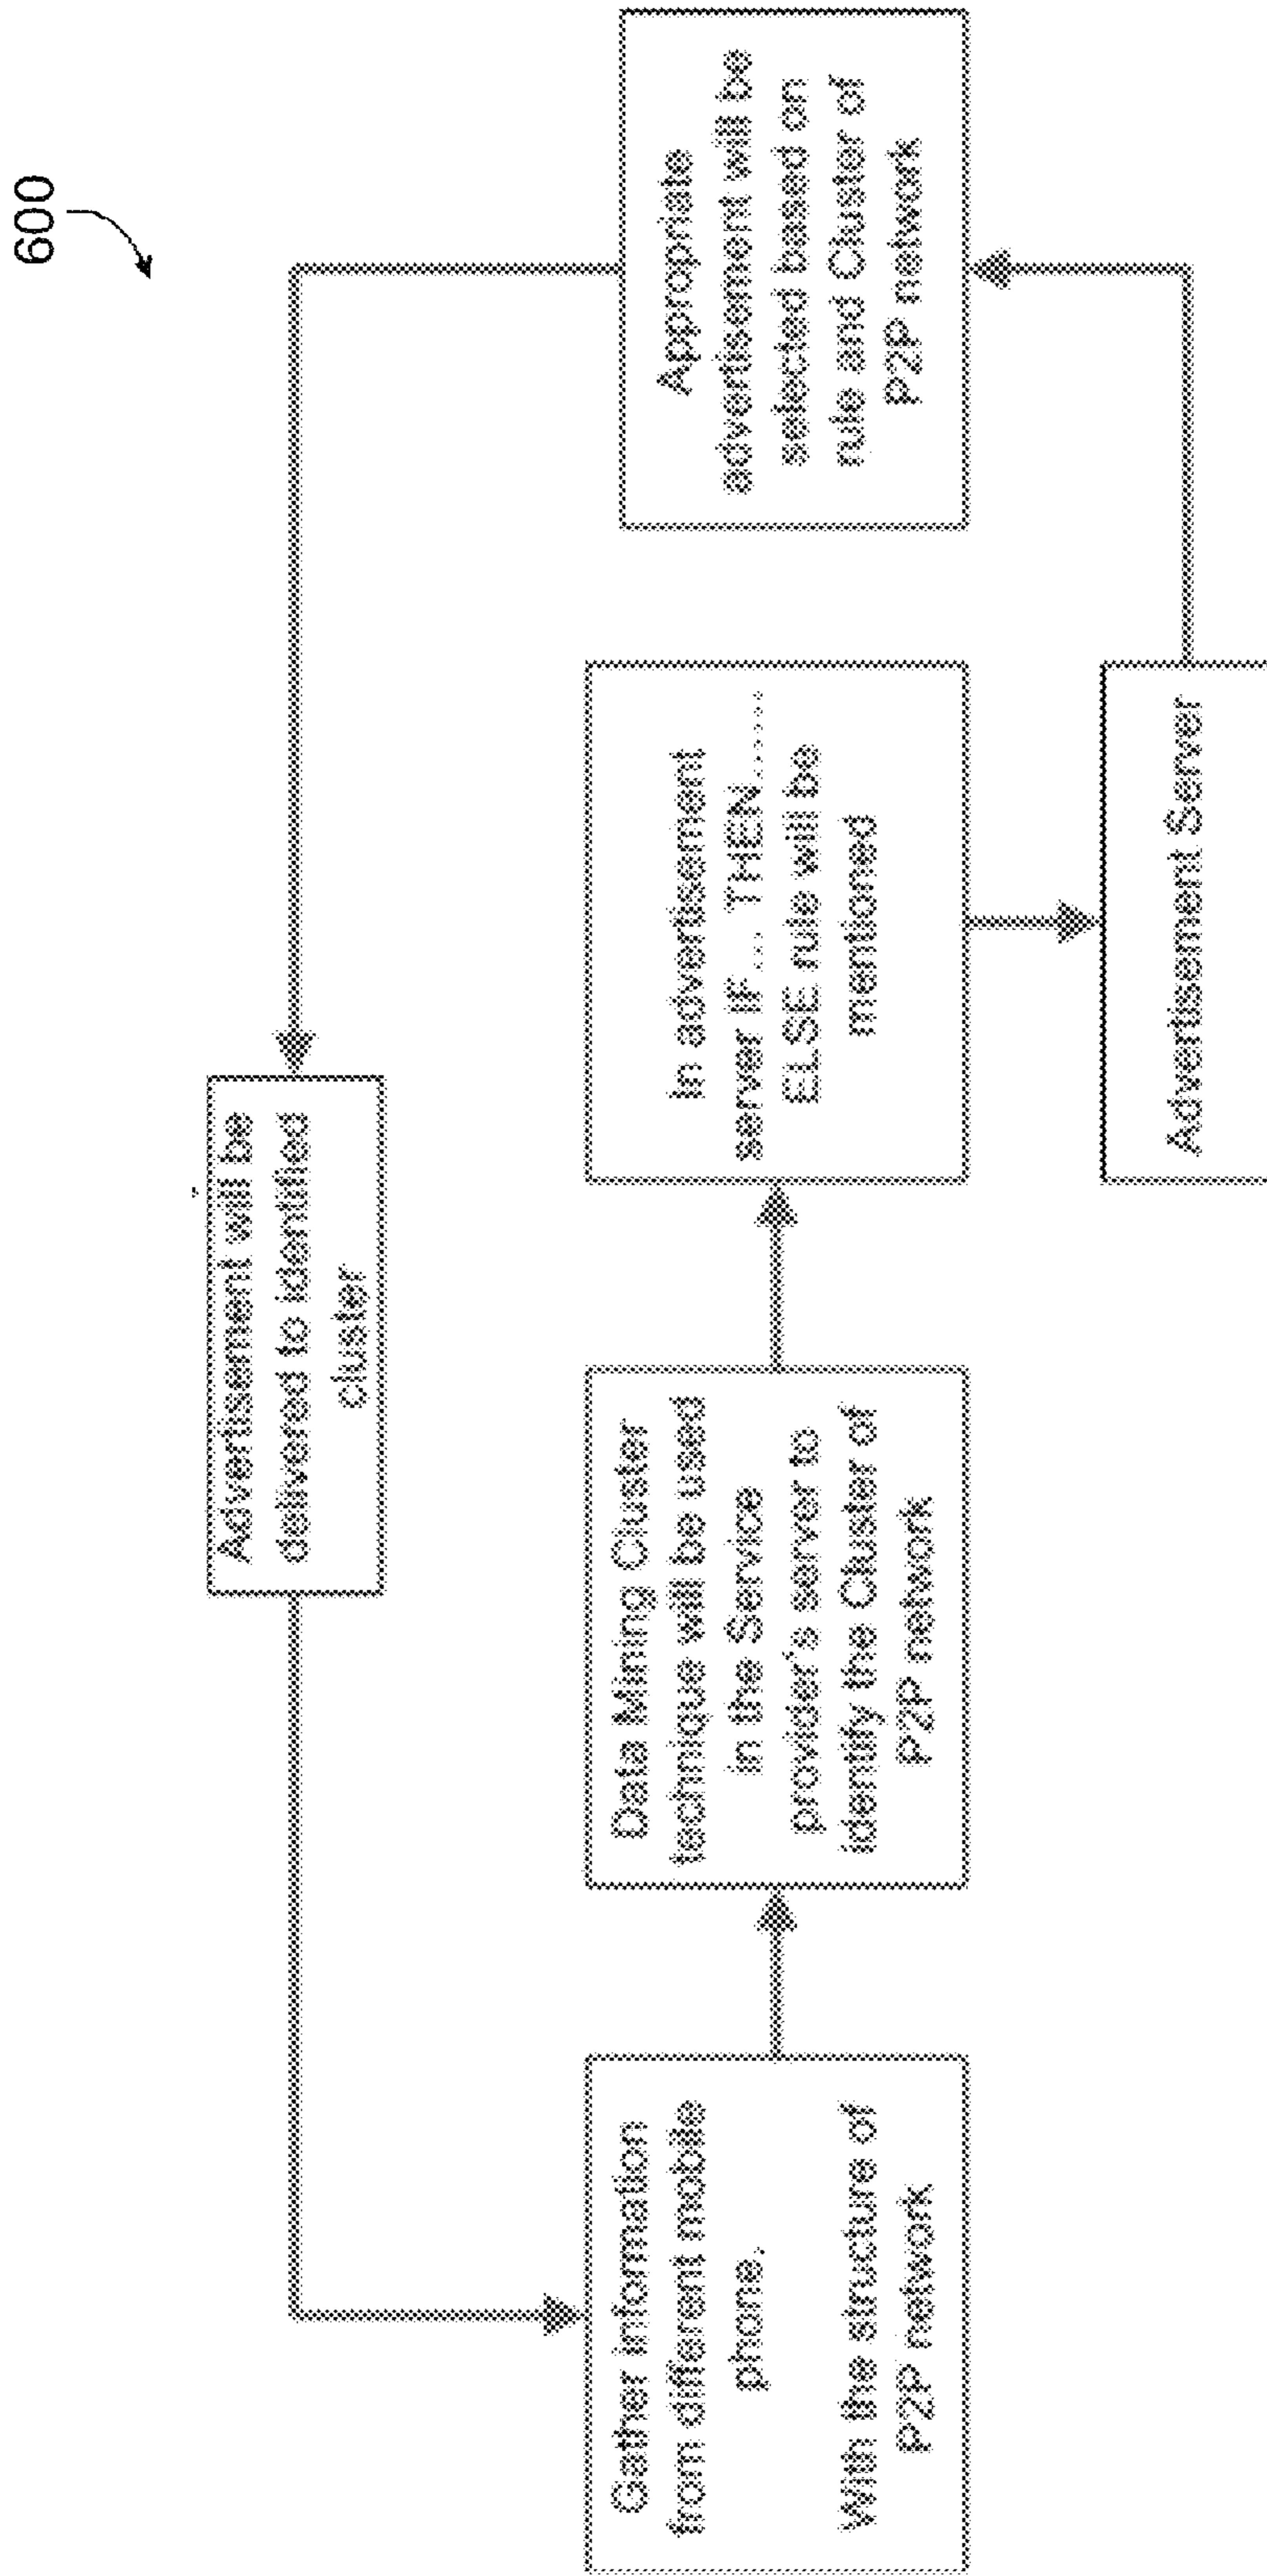 600
Advertisement will be
delivered to identified
cluster
Gather information
from different mobile
phone.
With the structure of
P2P network
Data Mining Cluster
technique will be used
in the Service
provider's server to
identify the Cluster of
P2P network
In advertisement
server IF... THEN......
ELSE rule will be
mentioned
Appropriate
advertisement will be
selected based on
rule and Cluster of
P2P network
Advertisement Server